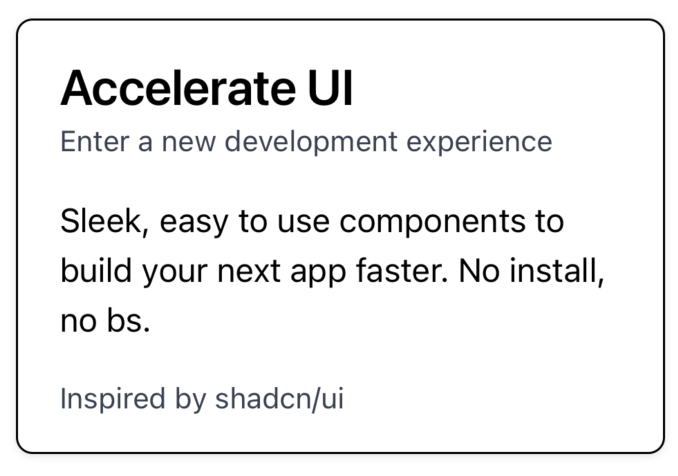 Accelerate UI
Enter a new development experience
Sleek, easy to use components to
build your next app faster. No install,
no bs.
Inspired by shadcn/ui